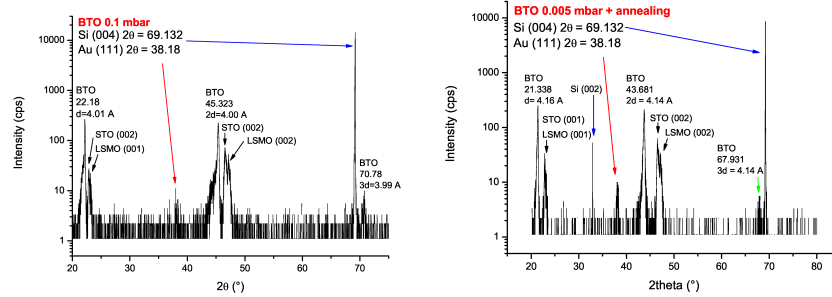 BTO 0.1 mbar
Si (004) 2θ = 69.132
Au (111) 2θ = 38.18
10000
1000
100
10
1
Intensity (cps)
BTO
22.18
d=4.01 A
STO (002)
LSMO (001)
BTO
45.323
2d=4.00 A
STO (002)
LSMO (002)
BTO
70.78
3d=3.99 A
20 30 40 50 60 70
2θ (°)
BTO 0.005 mbar + annealing
Si (004) 2θ = 69.132
Au (111) 2θ = 38.18
10000
1000
100
10
1
Intensity (cps)
BTO
21.338
d= 4.16 A
STO (001)
LSMO (001)
Si (002)
BTO
43.681
2d = 4.14 A
STO (002)
LSMO (002)
BTO
67.931
3d = 4.14 A
20 30 40 50 60 70 80
2theta (°)